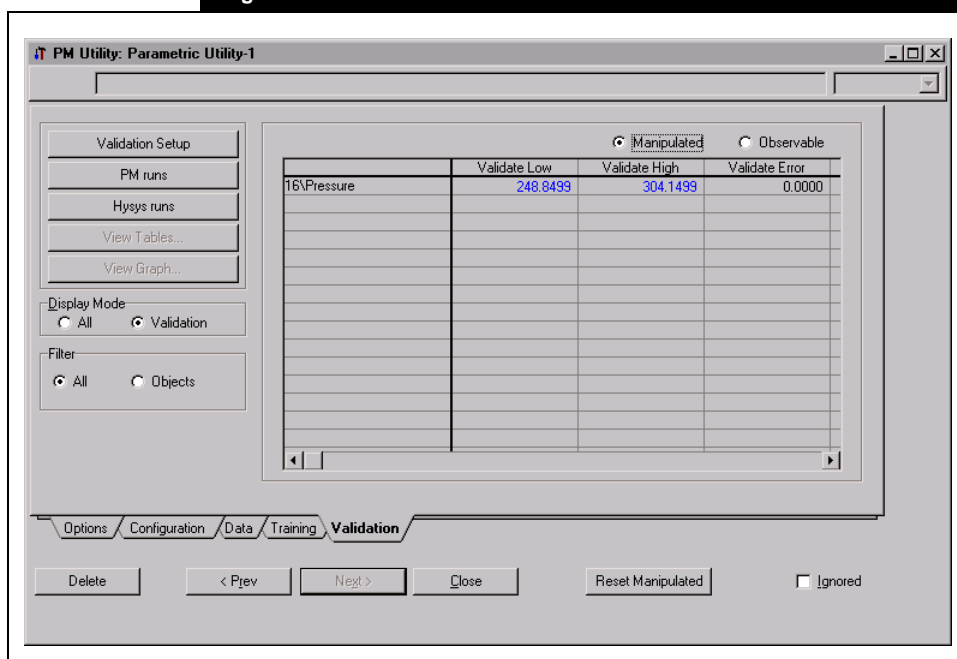 PM Utility: Parametric Utility-1
Validation Setup
PM runs
Hysys runs
View Tables...
View Graph...
Display Mode
All Validation
Filter
All Objects
Manipulated Observable
Validate Low Validate High Validate Error
16\Pressure 248.8499 304.1499 0.0000
Options Configuration Data Training Validation
Delete < Prev Next > Close Reset Manipulated Ignored